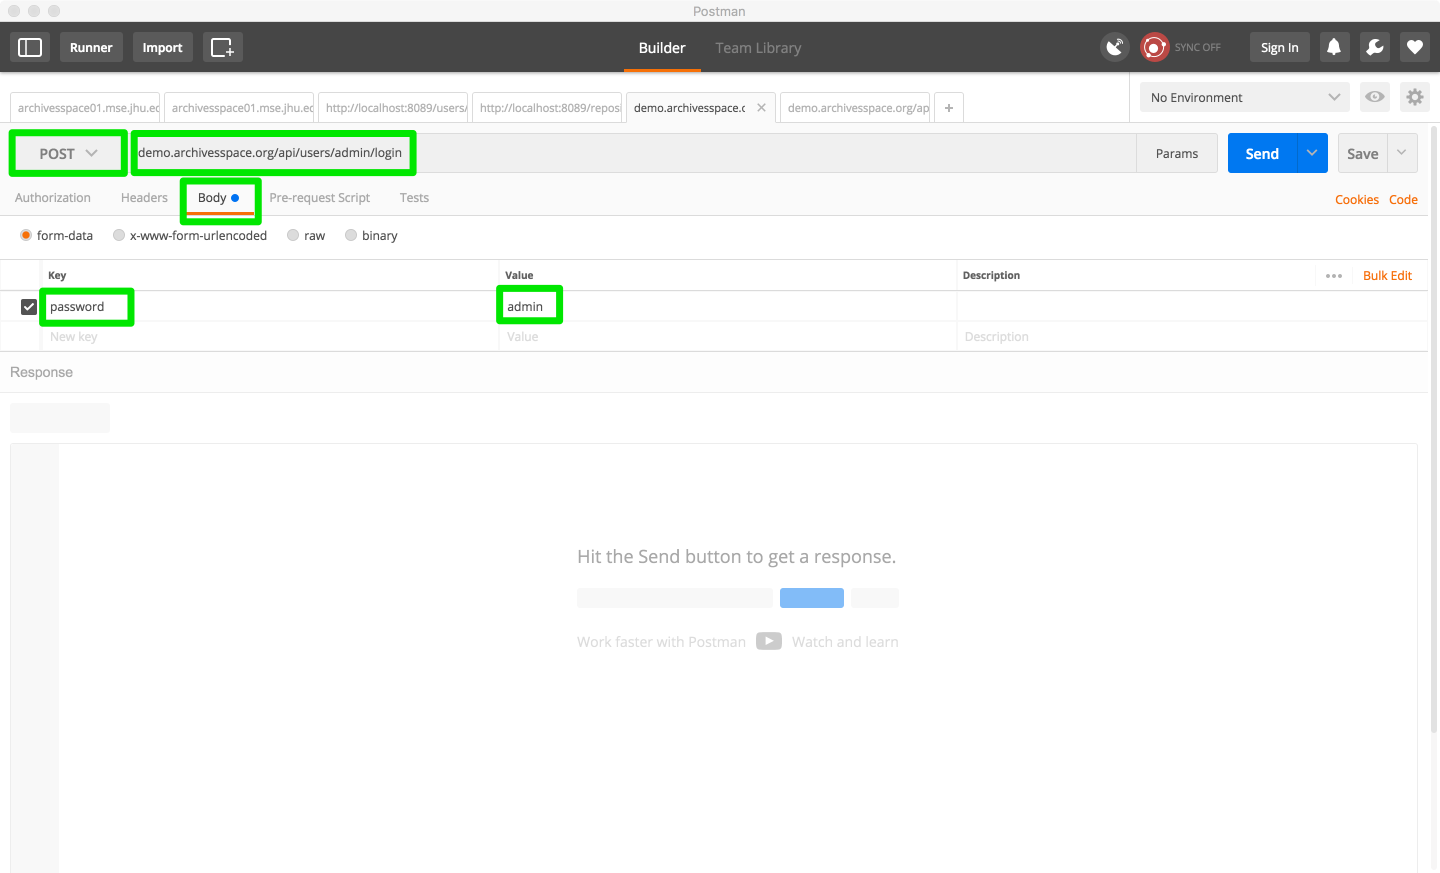 Postman
Runner Import Builder Team Library SYNC OFF Sign In
archivesspace01.mse.jhu.ec archivesspace01.mse.jhu.ec http://localhost:8089/users/ http://localhost:8089/repos demo.archivesspace.c demo.archivesspace.org/ap + No Environment
POST demo.archivesspace.org/api/users/admin/login Params Send Save
Authorization Headers Body Pre-request Script Tests Cookies Code
form-data x-www-form-urlencoded raw binary
Key Value Description Bulk Edit
password admin
New key Value Description
Response
Hit the Send button to get a response.
Work faster with Postman Watch and learn